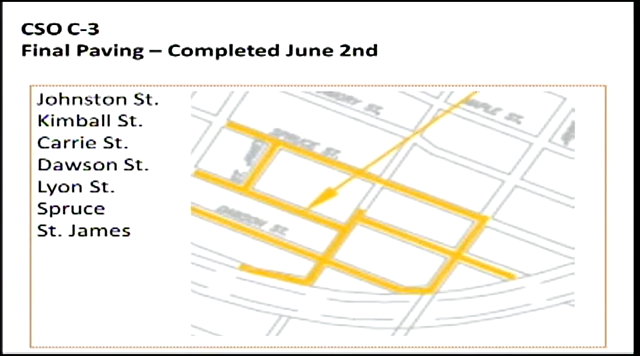 CSO C-3
Final Paving – Completed June 2nd
Johnston St.
Kimball St.
Carrie St.
Dawson St.
Lyon St.
Spruce
St. James
SPRUCE ST.
DAWSON ST.